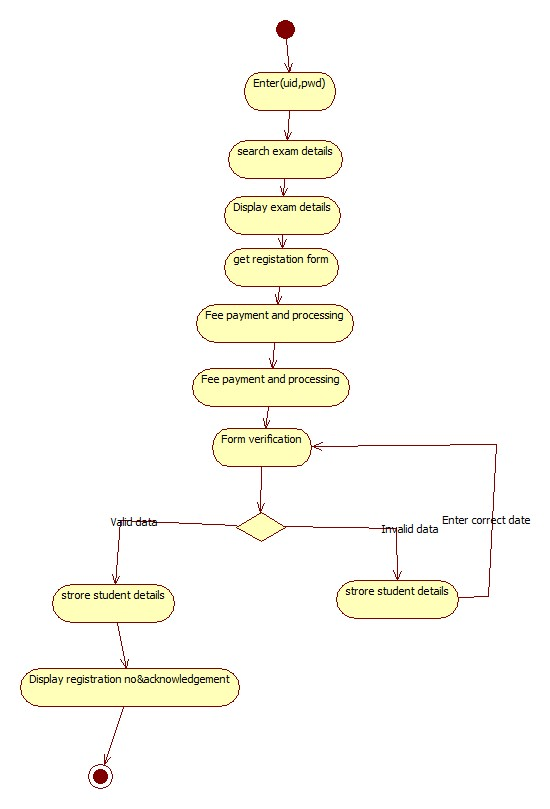 Enter(uid,pwd)
search exam details
Display exam details
get registation form
Fee payment and processing
Fee payment and processing
Form verification
Valid data
Invalid data
Enter correct date
strore student details
strore student details
Display registration no&acknowledgement